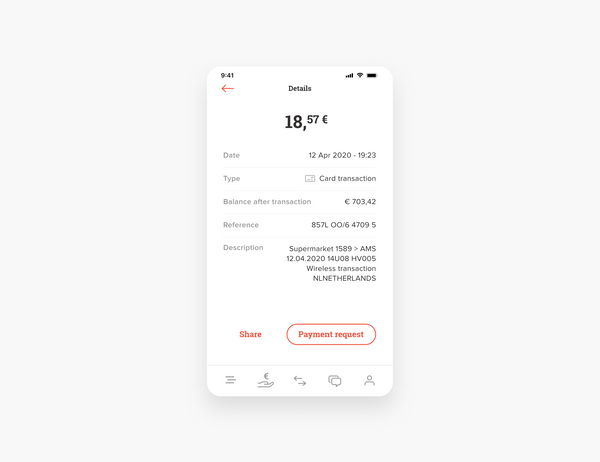 9:41
Details
18,57 €
Date 12 Apr 2020 - 19:23
Type Card transaction
Balance after transaction € 703,42
Reference 857L OO/6 4709 5
Description Supermarket 1589 > AMS
12.04.2020 14U08 HV005
Wireless transaction
NLNETHERLANDS
Share Payment request
€